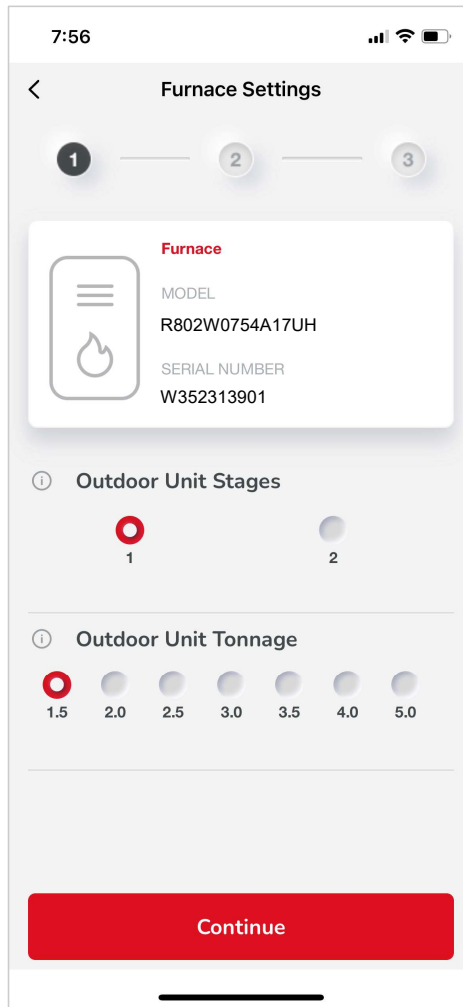 7:56
Furnace Settings
1 2 3
Furnace
MODEL
R802W0754A17UH
SERIAL NUMBER
W352313901
Outdoor Unit Stages
1 2
Outdoor Unit Tonnage
1.5 2.0 2.5 3.0 3.5 4.0 5.0
Continue